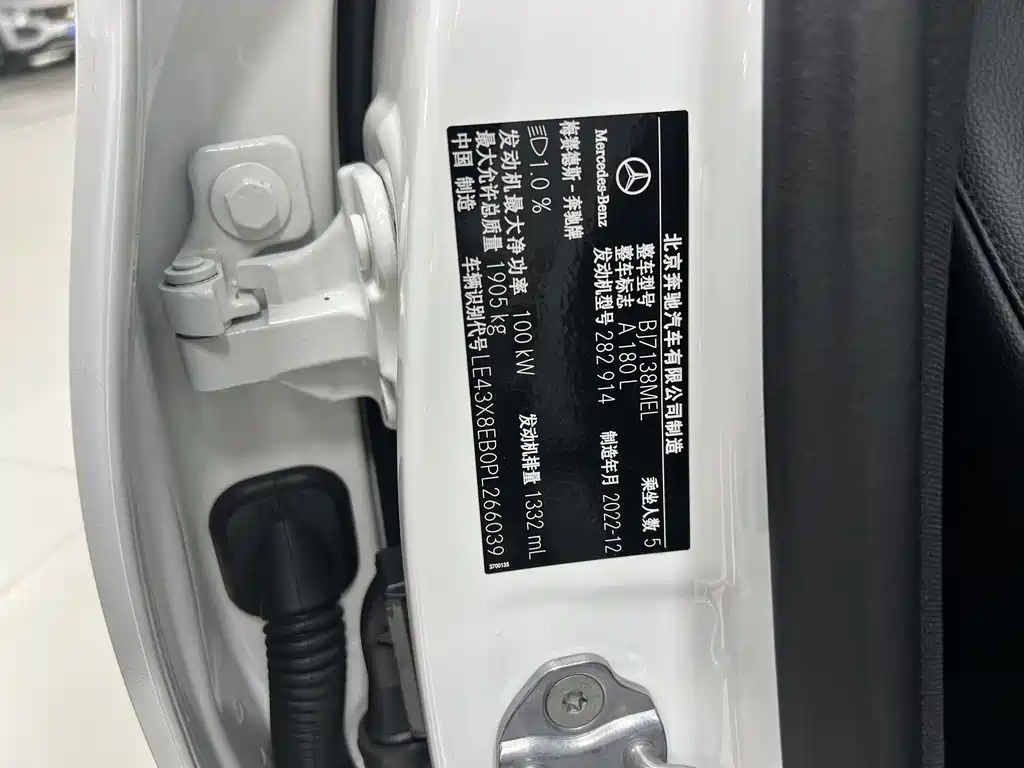 北京奔驰汽车有限公司制造
整车型号 BJ7138MEL 乘坐人数 5
整车标志 A 180 L
Mercedes-Benz 发动机型号 282 914 制造年月 2022-12
梅赛德斯-奔驰牌
1.0 %
发动机最大净功率 100 kW 发动机排量 1332 mL
最大允许总质量 1905 kg
中国 制造 车辆识别代号 LE43X8EB0PL266039
3700135